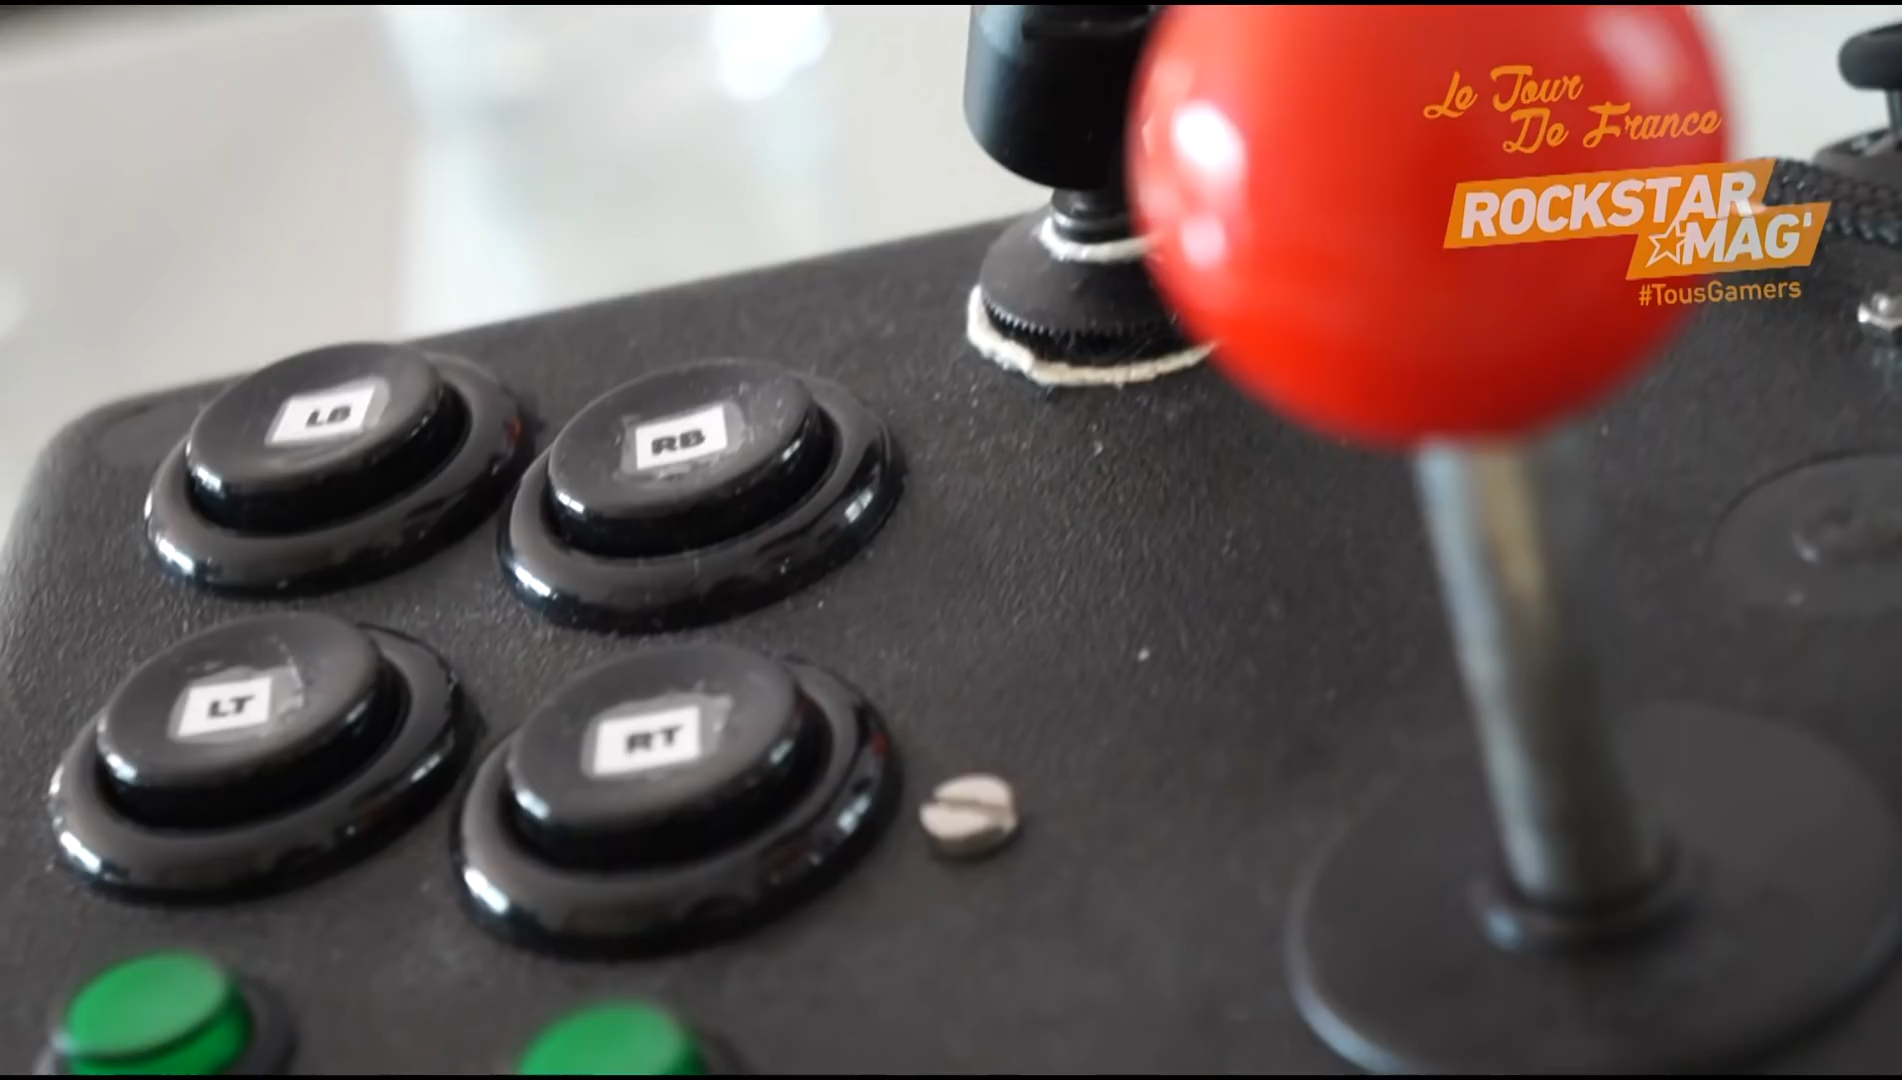 Le Tour
De France
ROCKSTAR
MAG'
#TousGamers
LB
RB
LT
RT